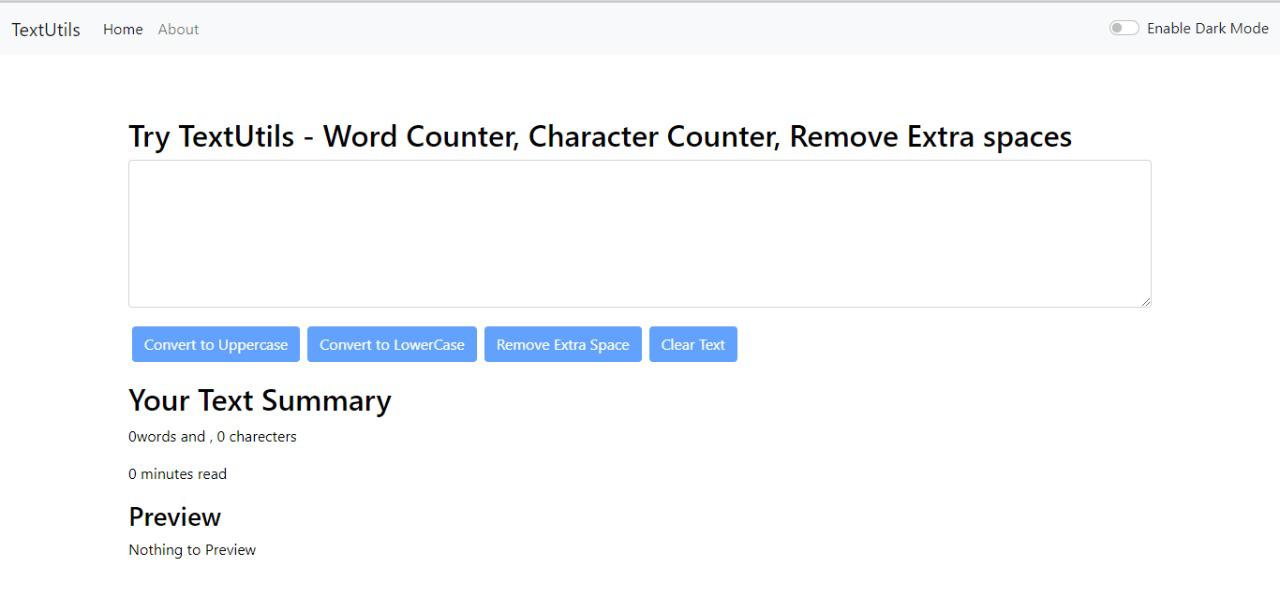 TextUtils Home About Enable Dark Mode
Try TextUtils - Word Counter, Character Counter, Remove Extra spaces
Convert to Uppercase Convert to LowerCase Remove Extra Space Clear Text
Your Text Summary
0words and , 0 charecters
0 minutes read
Preview
Nothing to Preview